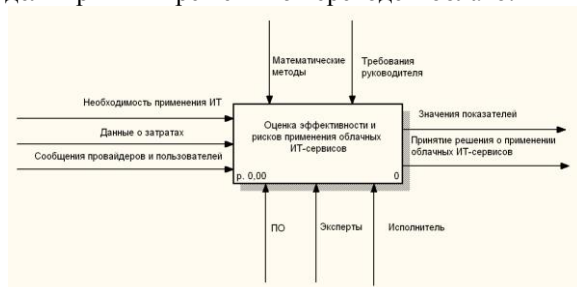 Математические
методы
Требования
руководителя
Необходимость применения ИТ
Данные о затратах
Сообщения провайдеров и пользователей
Оценка эффективности и
рисков применения облачных
ИТ-сервисов
р. 0,00
0
Значения показателей
Принятие решения о применении
облачных ИТ-сервисов
ПО
Эксперты
Исполнитель